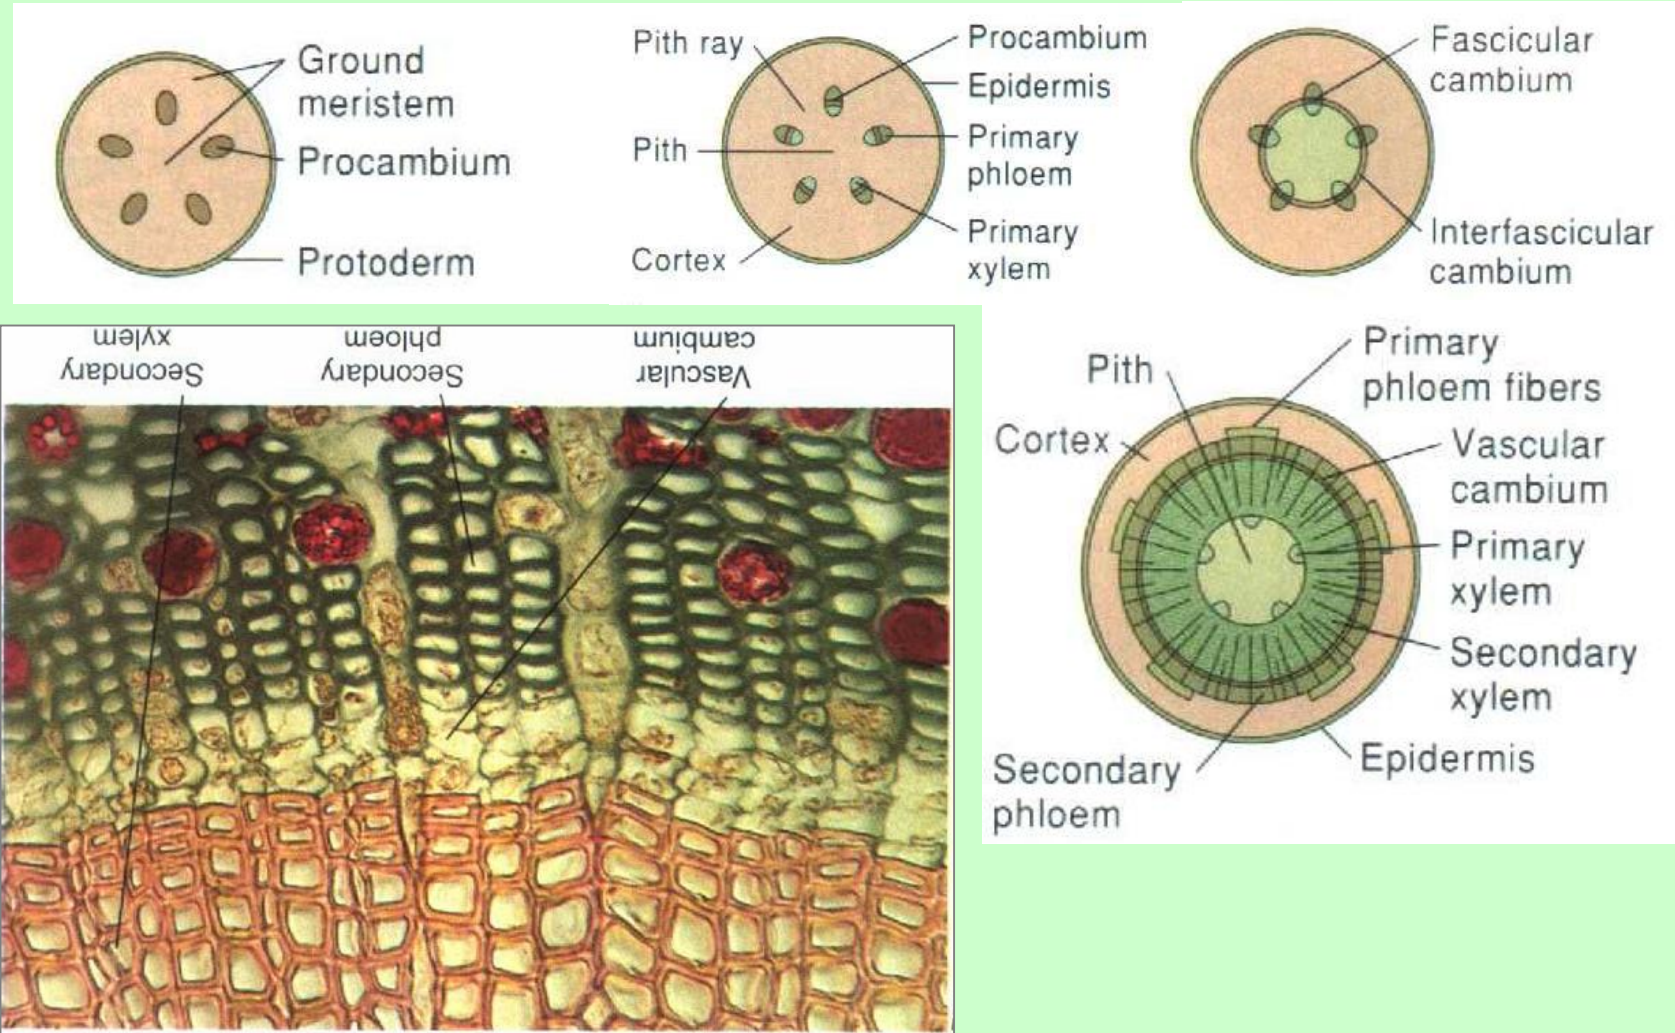 Ground
meristem
Procambium
Protoderm
Pith ray
Pith
Cortex
Procambium
Epidermis
Primary
phloem
Primary
xylem
Fascicular
cambium
Interfascicular
cambium
Secondary
xylem
Secondary
phloem
Vascular
cambium
Pith
Cortex
Primary
phloem fibers
Vascular
cambium
Primary
xylem
Secondary
xylem
Epidermis
Secondary
phloem